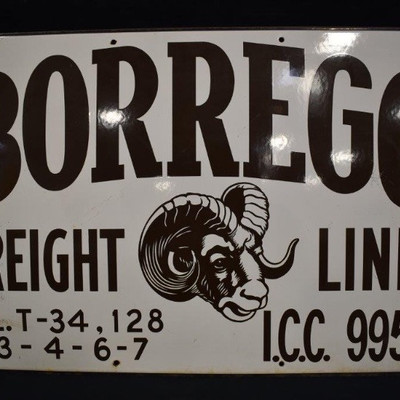 BORREGO
REIGHT LIN
. T-34, 128
3-4-6-7 I.C.C. 995